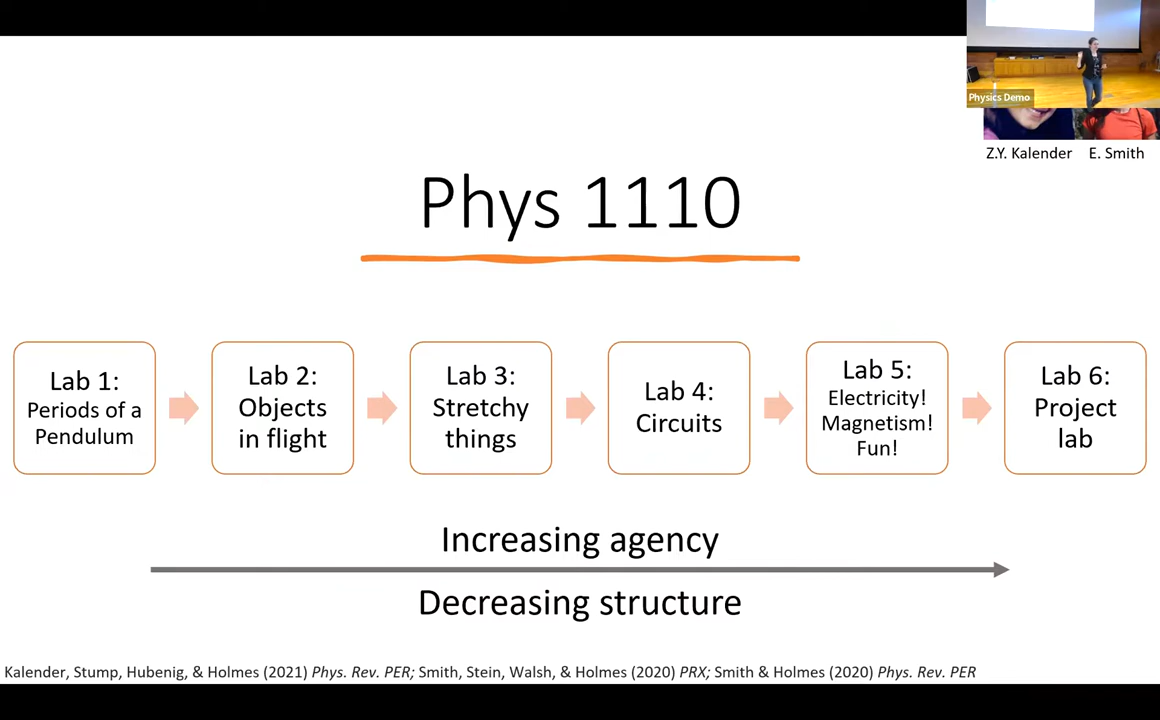 Physics Demo
Z.Y. Kalender E. Smith
Phys 1110
Lab 1:
Periods of a
Pendulum
Lab 2:
Objects
in flight
Lab 3:
Stretchy
things
Lab 4:
Circuits
Lab 5:
Electricity!
Magnetism!
Fun!
Lab 6:
Project
lab
Increasing agency
Decreasing structure
Kalender, Stump, Hubenig, & Holmes (2021) Phys. Rev. PER; Smith, Stein, Walsh, & Holmes (2020) PRX; Smith & Holmes (2020) Phys. Rev. PER